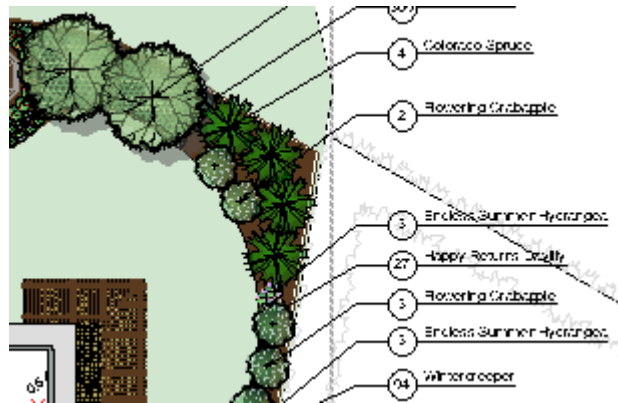 4 Colorado Spruce
2 Flowering Crabapple
3 Endless Summer Hydrangea
27 Happy Returns Daylily
3 Flowering Crabapple
3 Endless Summer Hydrangea
94 Wintercreeper